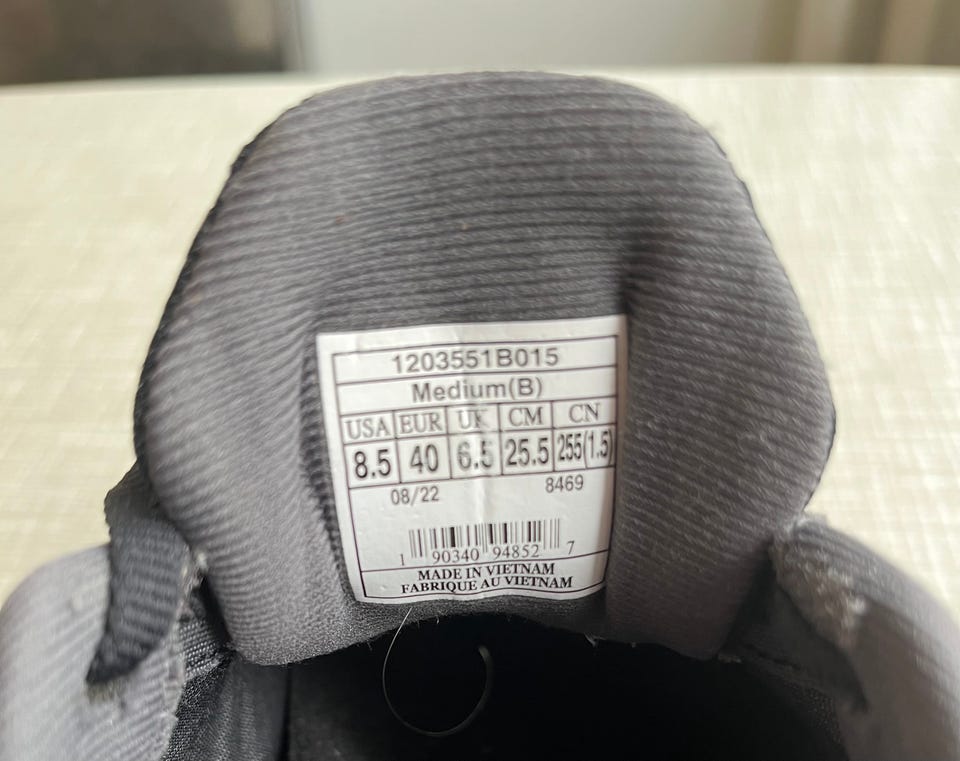 1203551B015
Medium(B)
USA EUR UK CM CN
8.5 40 6.5 25.5 255(1.5)
08/22 8469
1 90340 94852 7
MADE IN VIETNAM
FABRIQUE AU VIETNAM